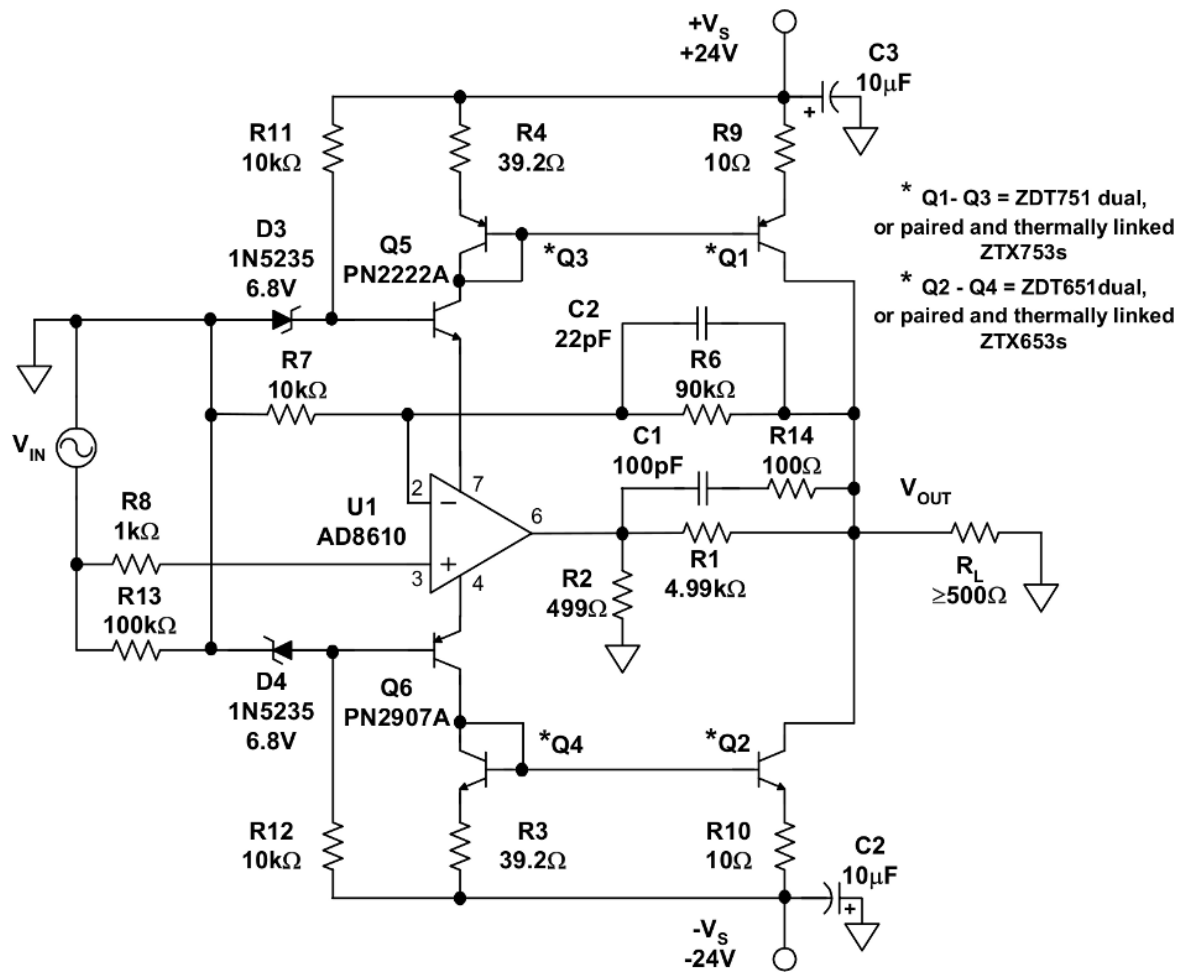 +V_S
+24V
C3
10μF
+
R11
10kΩ
R4
39.2Ω
R9
10Ω
* Q1- Q3 = ZDT751 dual,
or paired and thermally linked
ZTX753s
* Q2 - Q4 = ZDT651dual,
or paired and thermally linked
ZTX653s
D3
1N5235
6.8V
Q5
PN2222A
*Q3
*Q1
C2
22pF
R7
10kΩ
R6
90kΩ
V_IN
C1
100pF
R14
100Ω
V_OUT
R8
1kΩ
U1
AD8610
2
7
6
3
4
−
+
R13
100kΩ
R2
499Ω
R1
4.99kΩ
R_L
≥500Ω
D4
1N5235
6.8V
Q6
PN2907A
*Q4
*Q2
R12
10kΩ
R3
39.2Ω
R10
10Ω
C2
10μF
+
-V_S
-24V